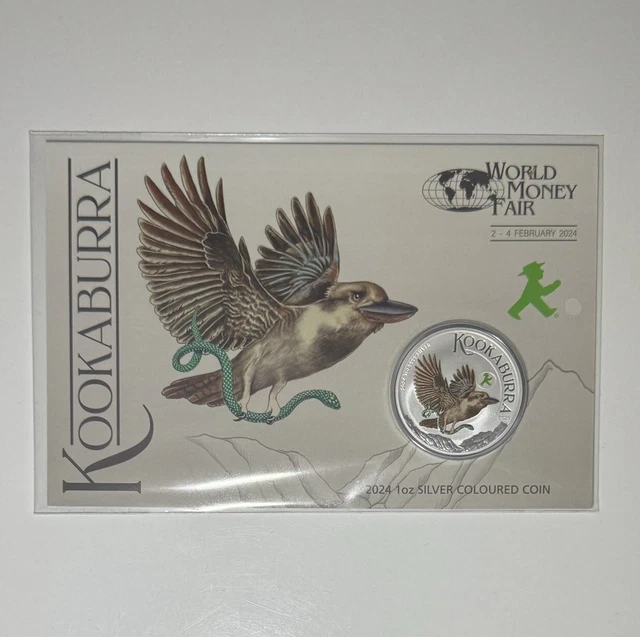 KOOKABURRA
WORLD
MONEY
FAIR
2 - 4 FEBRUARY 2024
KOOKABURRA
2024 1oz SILVER COLOURED COIN